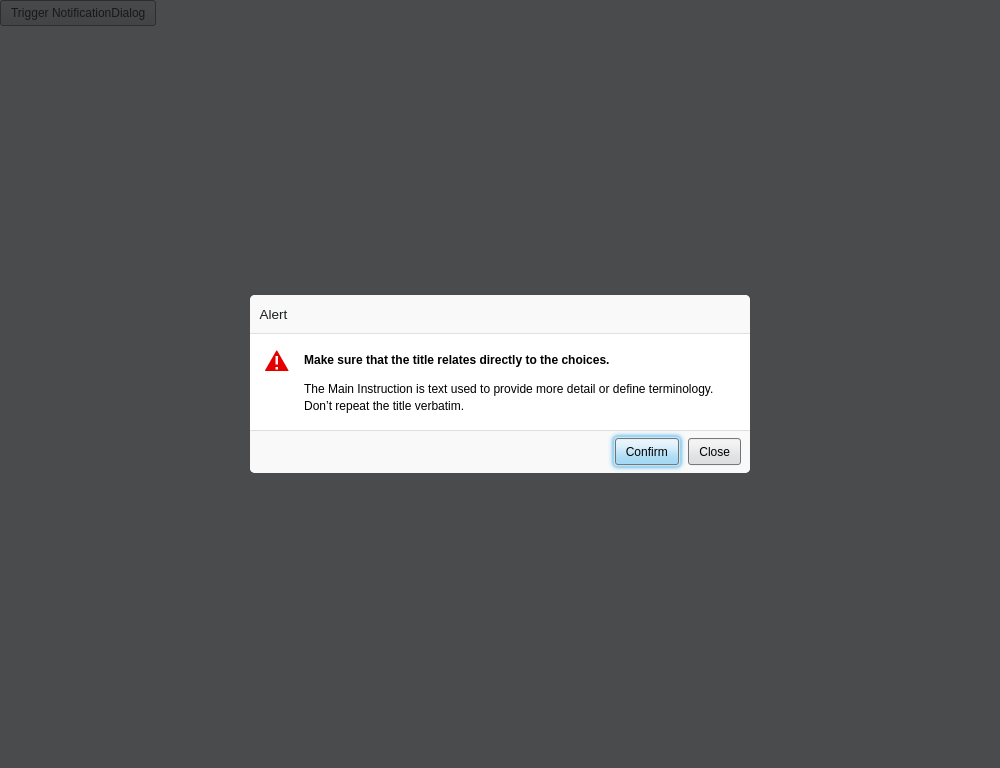 Trigger NotificationDialog
Alert
Make sure that the title relates directly to the choices.
The Main Instruction is text used to provide more detail or define terminology.
Don’t repeat the title verbatim.
Confirm
Close